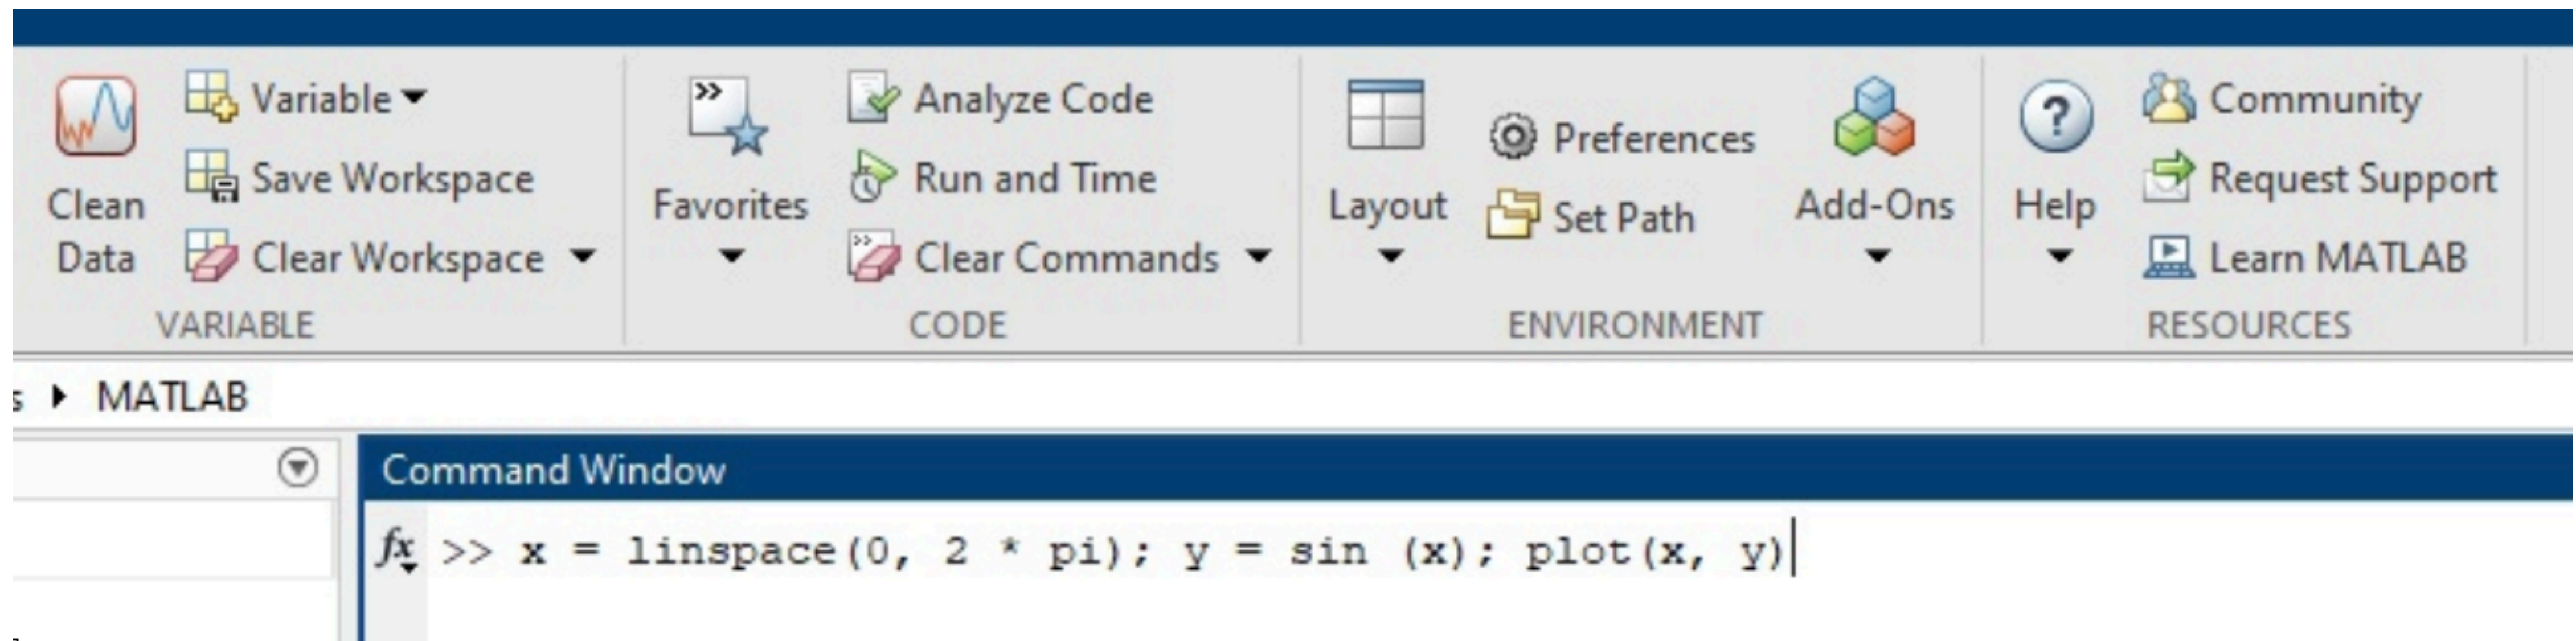 Clean Data
Variable
Save Workspace
Clear Workspace
VARIABLE
>>
Favorites
Analyze Code
Run and Time
>>
Clear Commands
CODE
Layout
Preferences
Set Path
Add-Ons
ENVIRONMENT
?
Help
Community
Request Support
Learn MATLAB
RESOURCES
s MATLAB
Command Window
fx >> x = linspace(0, 2 * pi); y = sin (x); plot(x, y)